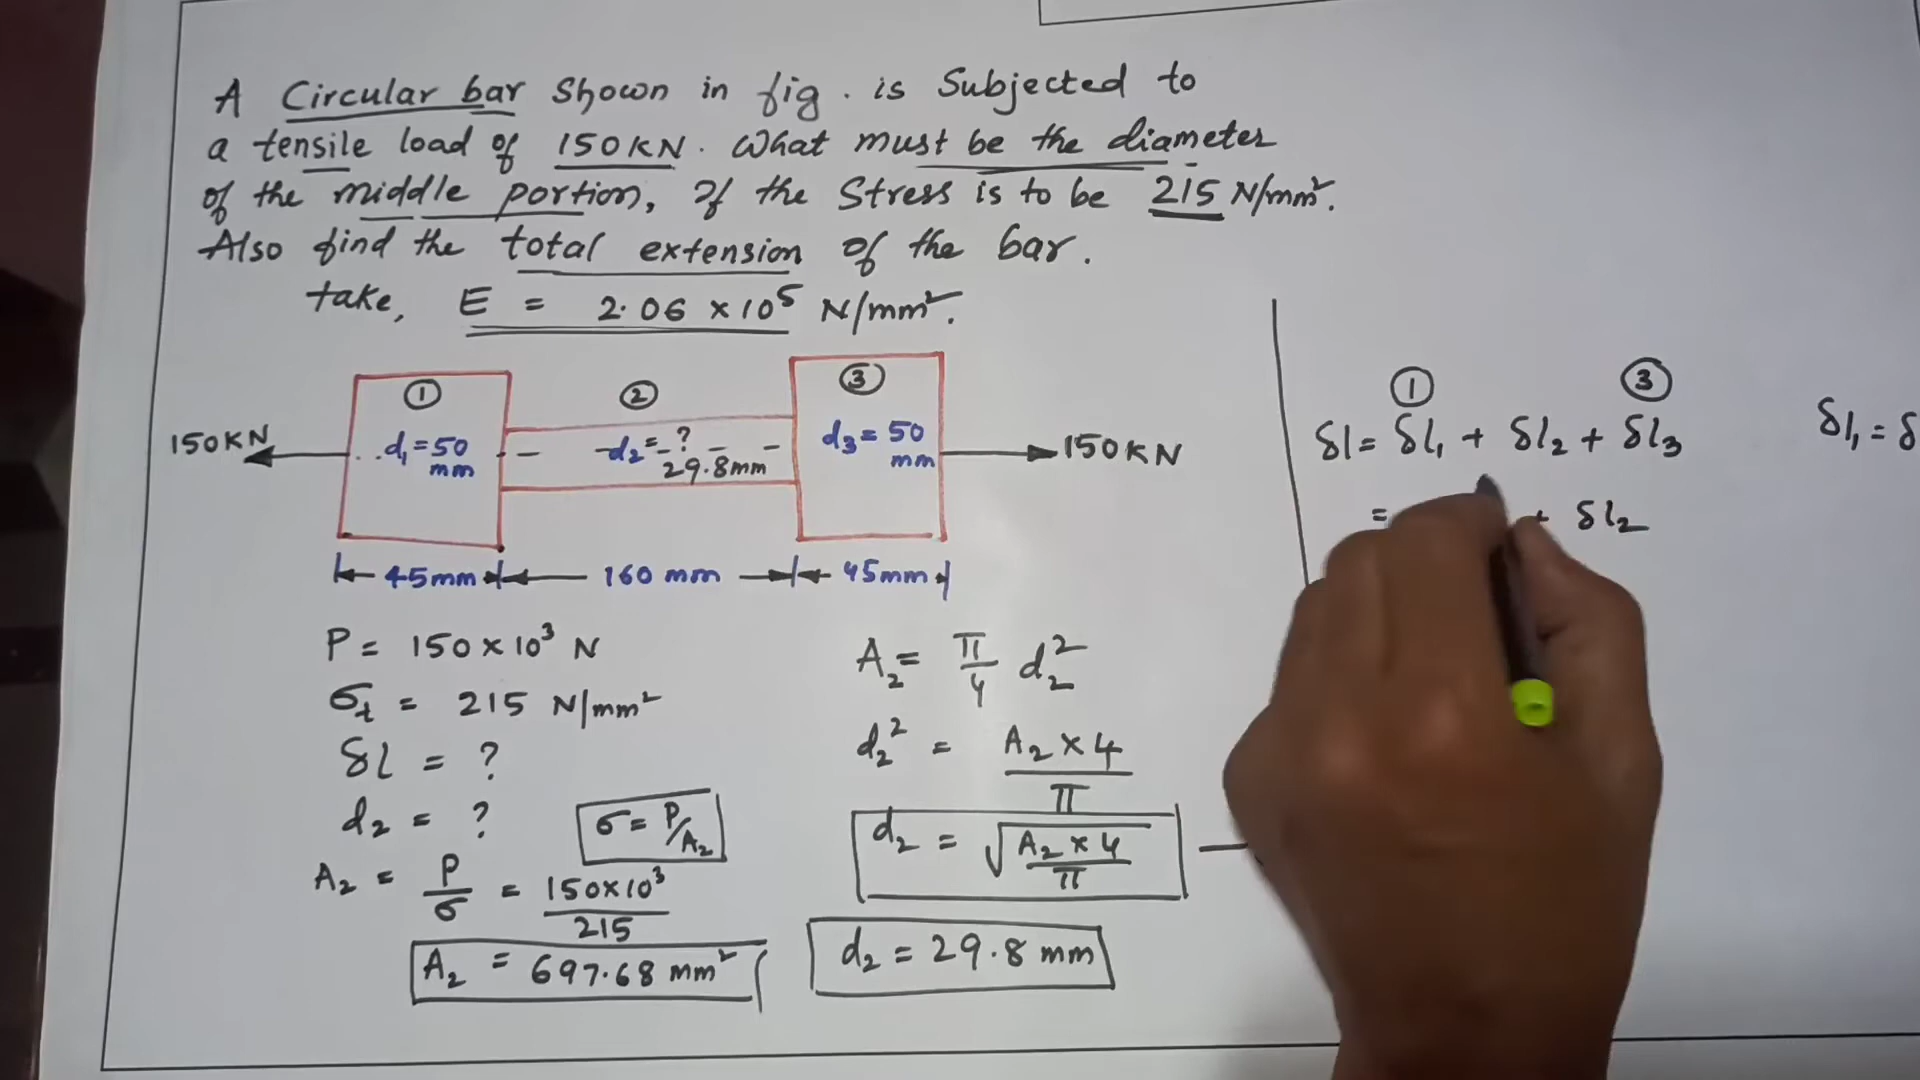 A Circular bar Shown in fig. is Subjected to
a tensile load of 150KN. What must be the diameter
of the middle portion, If the Stress is to be 215 N/mm².
Also find the total extension of the bar.
take, E = 2.06 × 10⁵ N/mm².
① ② ③
150KN d₁=50 mm d₂=? 29.8mm d₃=50 mm 150KN
45mm 160 mm 45mm
P = 150×10³ N
σt = 215 N/mm²
δl = ?
d₂ = ?
σ = P/A₂
A₂ = P/σ = 150×10³/215
A₂ = 697.68 mm²
A₂ = π/4 d₂²
d₂² = A₂×4/π
d₂ = √(A₂×4/π)
d₂ = 29.8 mm
① ③
δl = δl₁ + δl₂ + δl₃
= + δl₂
δl₁ = δ